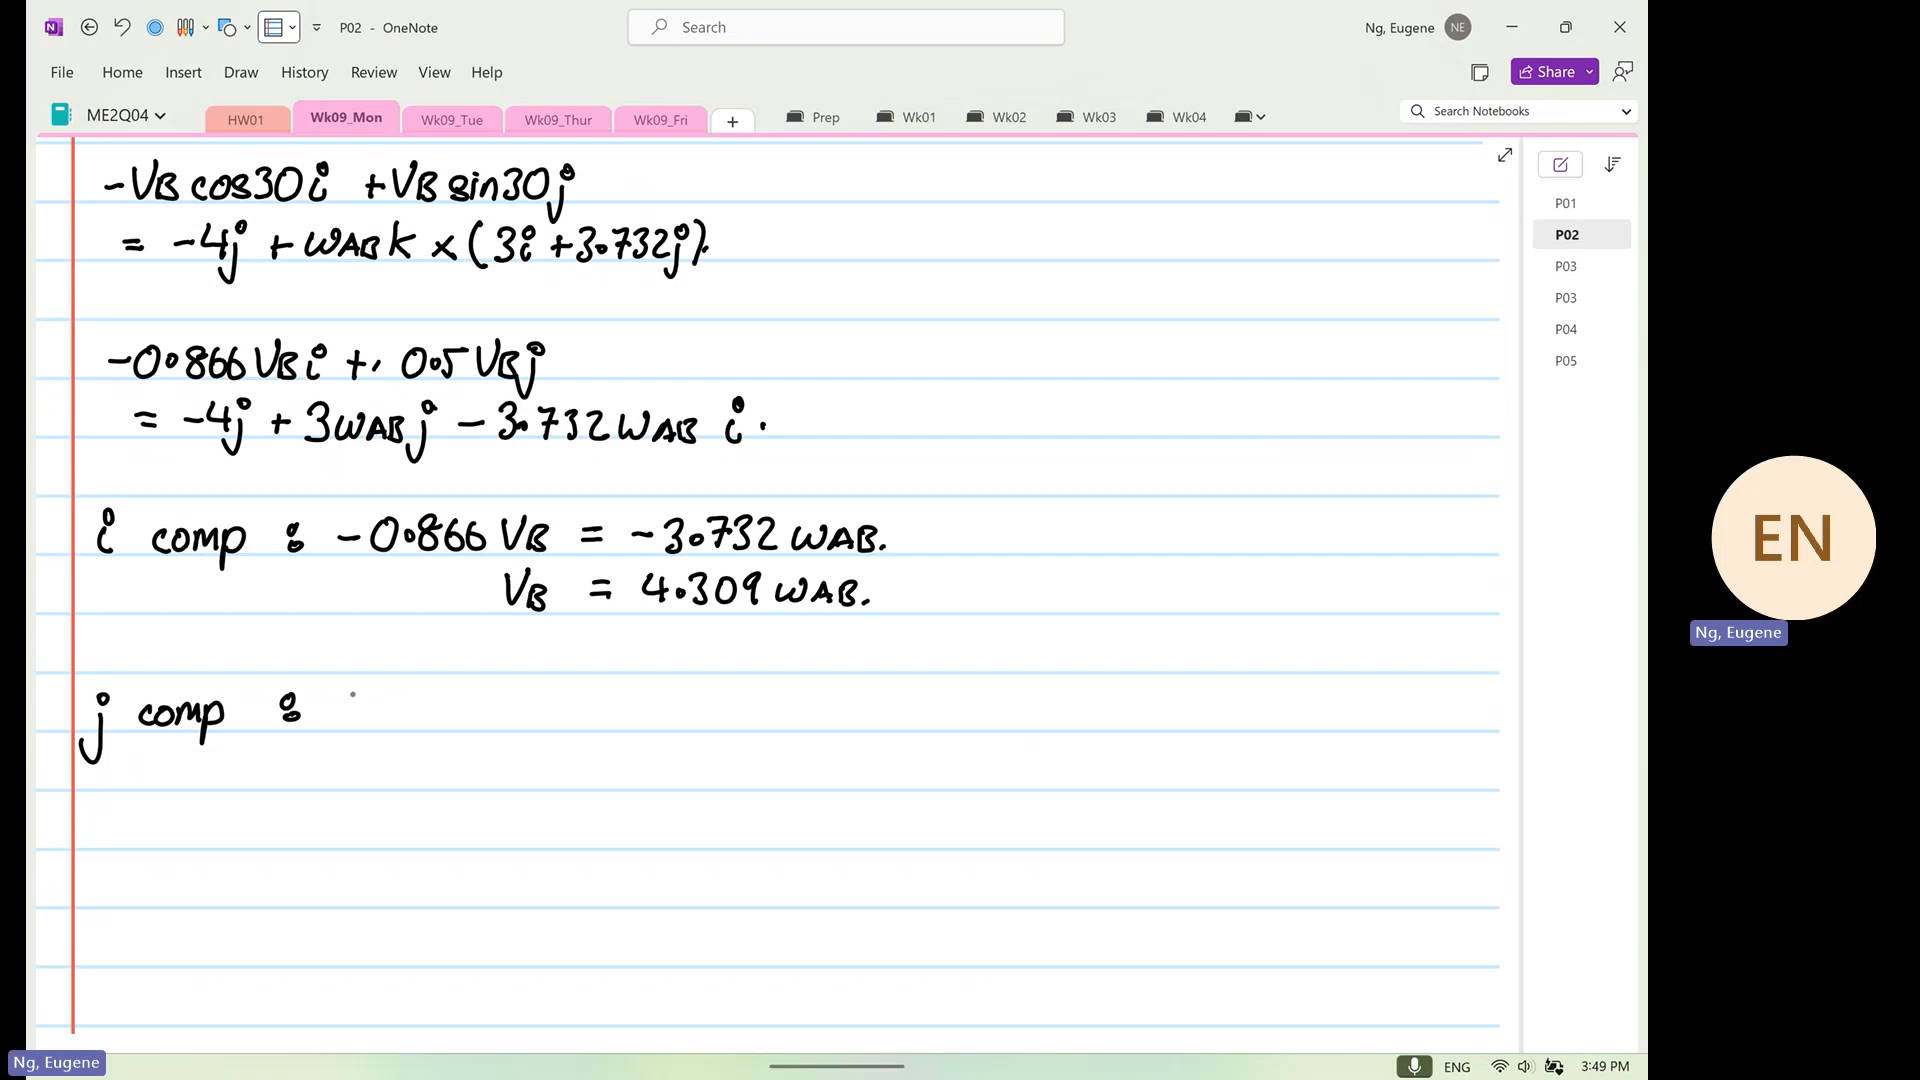 P02 - OneNote
Search
Ng, Eugene
NE
File
Home
Insert
Draw
History
Review
View
Help
Share
ME2Q04
HW01
Wk09_Mon
Wk09_Tue
Wk09_Thur
Wk09_Fri
+
Prep
Wk01
Wk02
Wk03
Wk04
Search Notebooks
P01
P02
P03
P03
P04
P05
-VB cos30 i + VB sin30 j
= -4j + WAB K × (3i + 3.732j).
-0.866 VB i + 0.5 VB j
= -4j + 3WAB j - 3.732 WAB i.
i comp : -0.866 VB = -3.732 WAB.
VB = 4.309 WAB.
j comp :
EN
Ng, Eugene
Ng, Eugene
ENG
3:49 PM